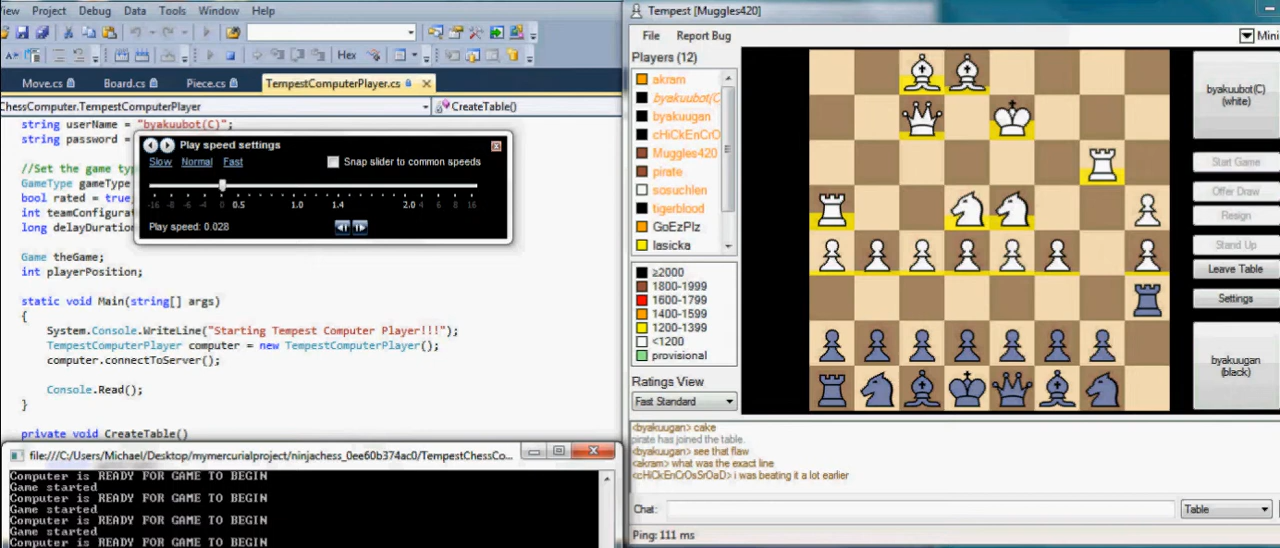 View Project Debug Data Tools Window Help
Hex
Move.cs Board.cs Piece.cs TempestComputerPlayer.cs
ChessComputer.TempestComputerPlayer CreateTable()
string userName = "byakuubot(C)";
string password =
//Set the game typ
GameType gameType
bool rated = true,
int teamConfigurat
long delayDuration
Game theGame;
int playerPosition;
static void Main(string[] args)
{
System.Console.WriteLine("Starting Tempest Computer Player!!!");
TempestComputerPlayer computer = new TempestComputerPlayer();
computer.connectToServer();
Console.Read();
}
private void CreateTable()
Play speed settings
Slow Normal Fast
Snap slider to common speeds
-16 -8 -6 -4 -2 0 0.5 1.0 1.4 2.0 4 6 8 16
Play speed: 0.028
file:///C:/Users/Michael/Desktop/mymercurialproject/ninjachess_0ee60b374ac0/TempestChessCo...
Computer is READY FOR GAME TO BEGIN
Game started
Computer is READY FOR GAME TO BEGIN
Game started
Computer is READY FOR GAME TO BEGIN
Game started
Computer is READY FOR GAME TO BEGIN
Tempest [Muggles420]
File Report Bug
Mini
Players (12)
akram
byakuubot(C
byakuugan
cHiCkEnCrO
Muggles420
pirate
sosuchlen
tigerblood
GoEzPlz
lasicka
≥2000
1800-1999
1600-1799
1400-1599
1200-1399
<1200
provisional
Ratings View
Fast Standard
byakuubot(C)
(white)
Start Game
Offer Draw
Resign
Stand Up
Leave Table
Settings
byakuugan
(black)
<byakuugan> cake
pirate has joined the table.
<byakuugan> see that flaw
<akram> what was the exact line
<cHiCkEnCrOsSrOaD> i was beating it a lot earlier
Chat: Table
Ping: 111 ms